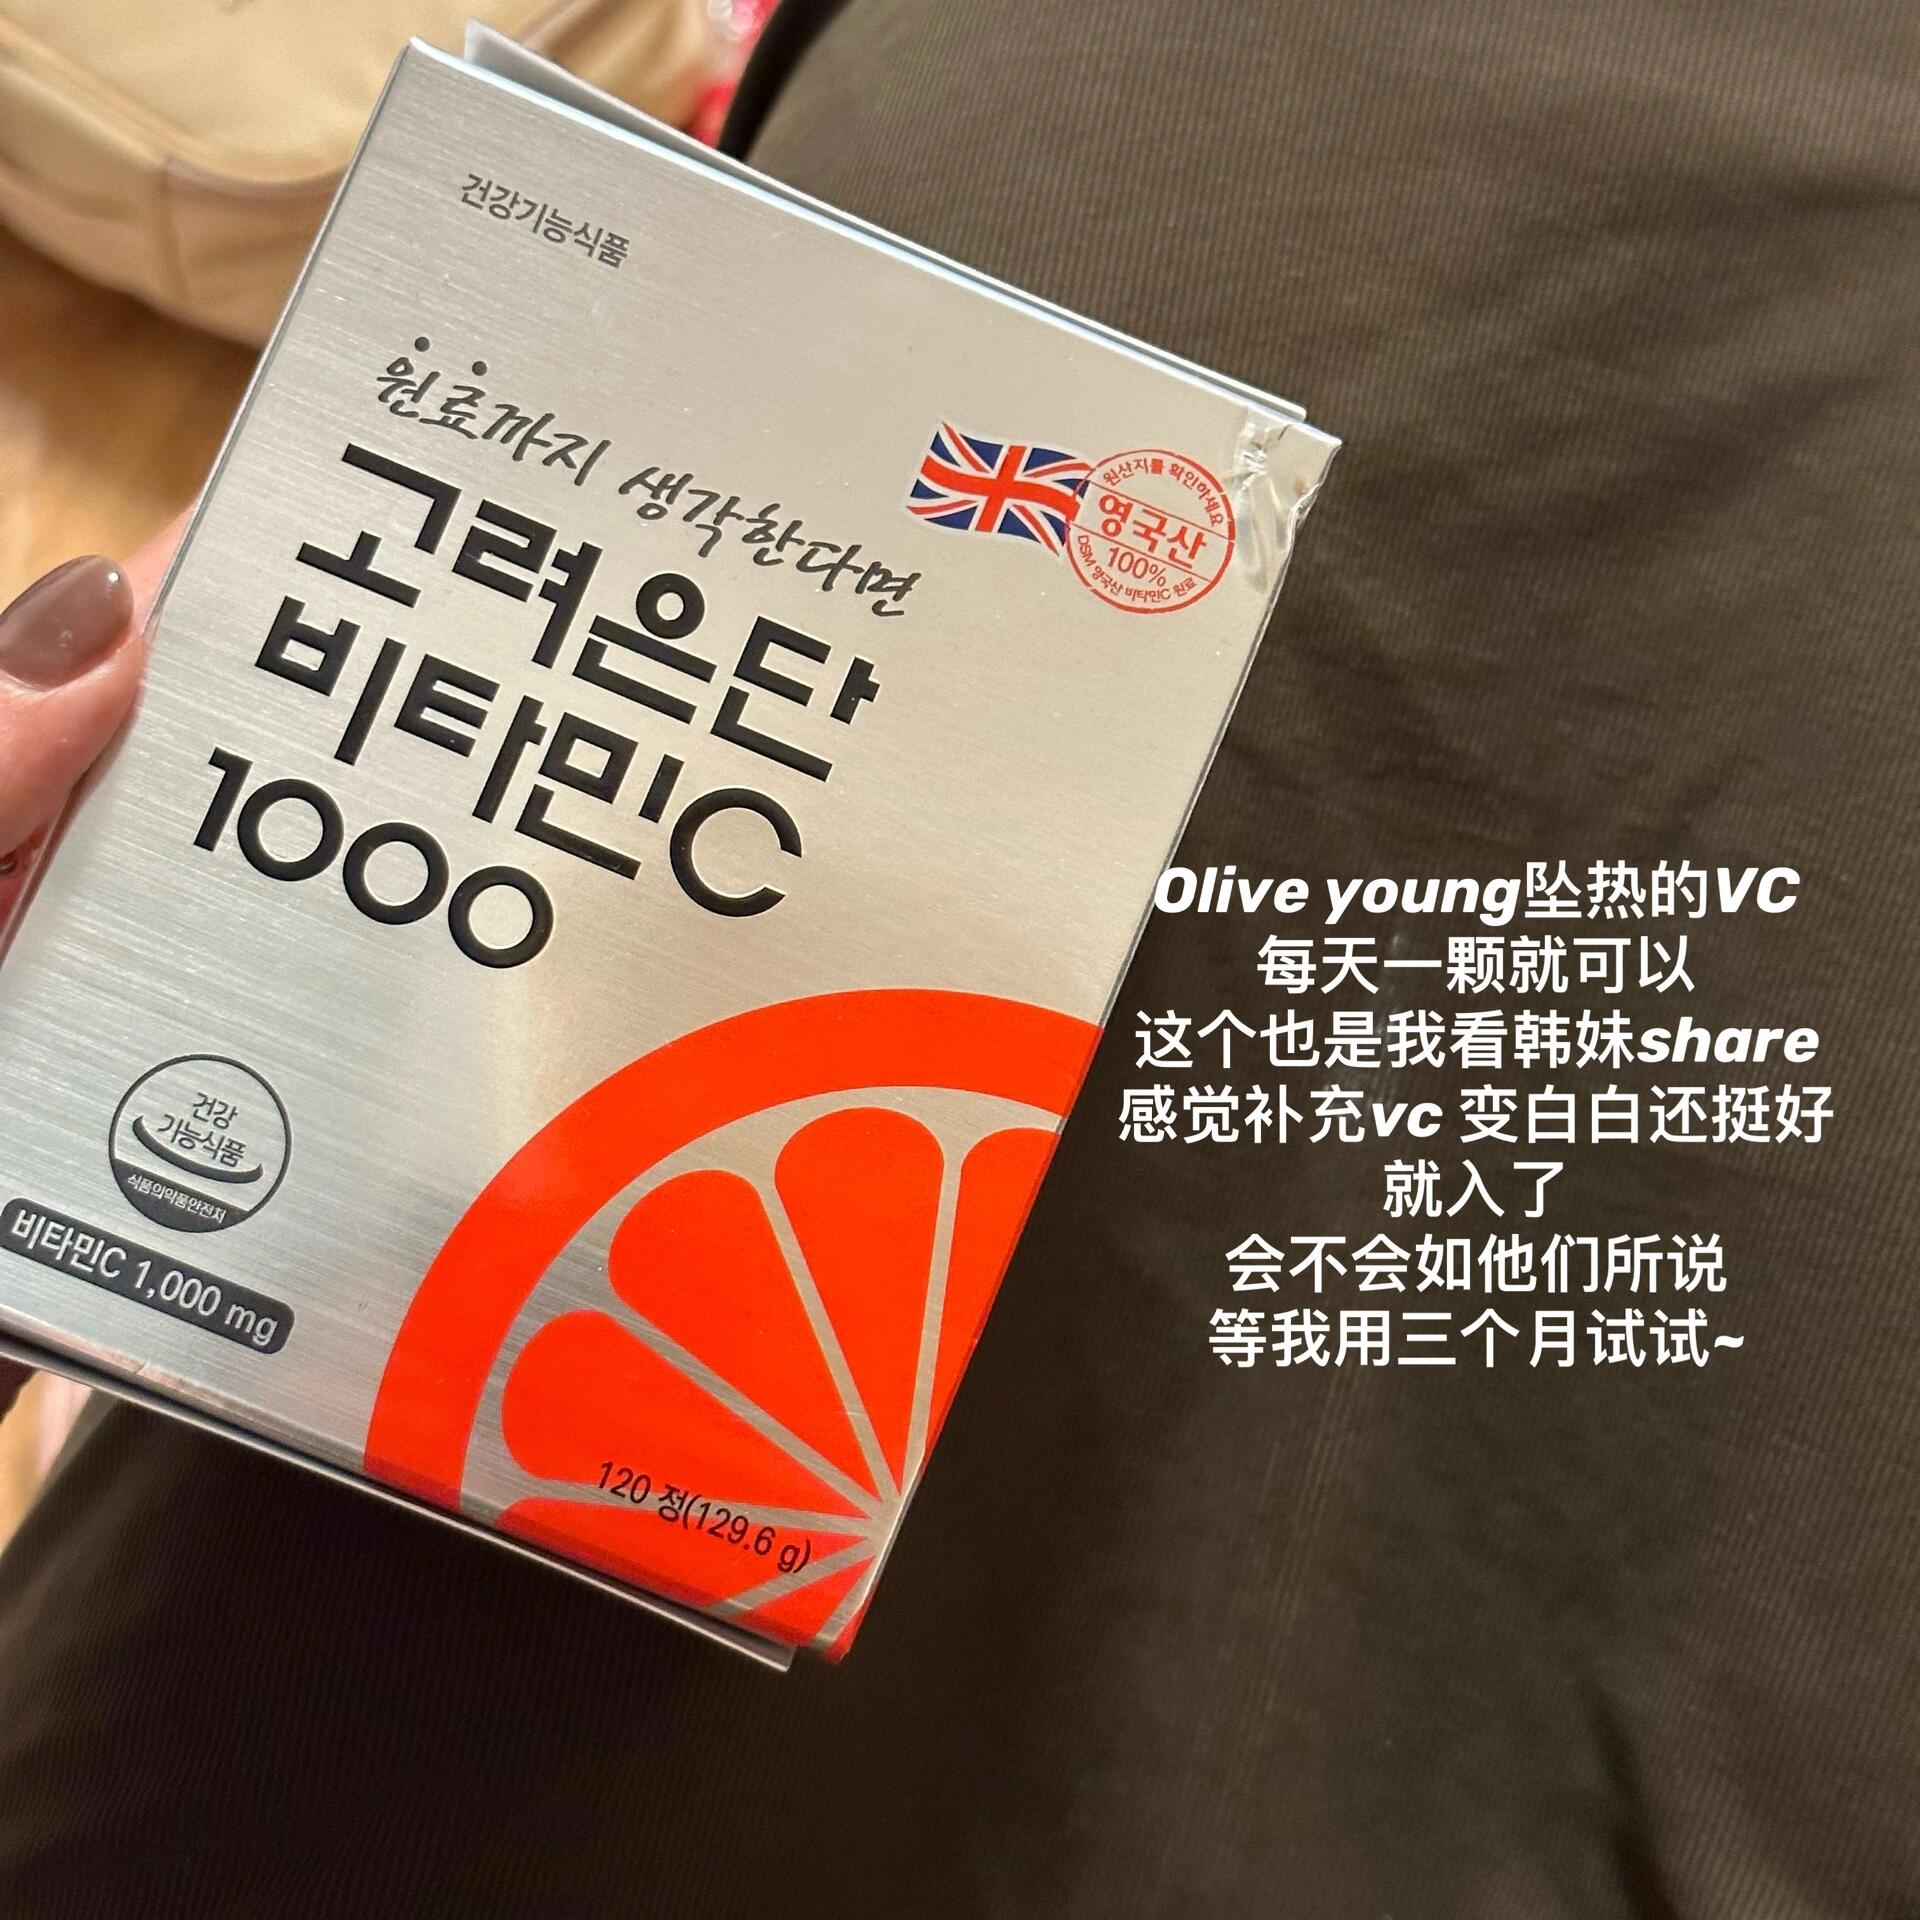 건강기능식품
원료까지 생각한다면
고려은단
비타민C
1000
원산지를 확인하세요
영국산
100%
DSM 영국산 비타민C 원료
건강
기능식품
식품의약품안전처
비타민C 1,000 mg
120 정(129.6 g)
Olive young坠热的VC
每天一颗就可以
这个也是我看韩妹share
感觉补充vc 变白白还挺好
就入了
会不会如他们所说
等我用三个月试试~